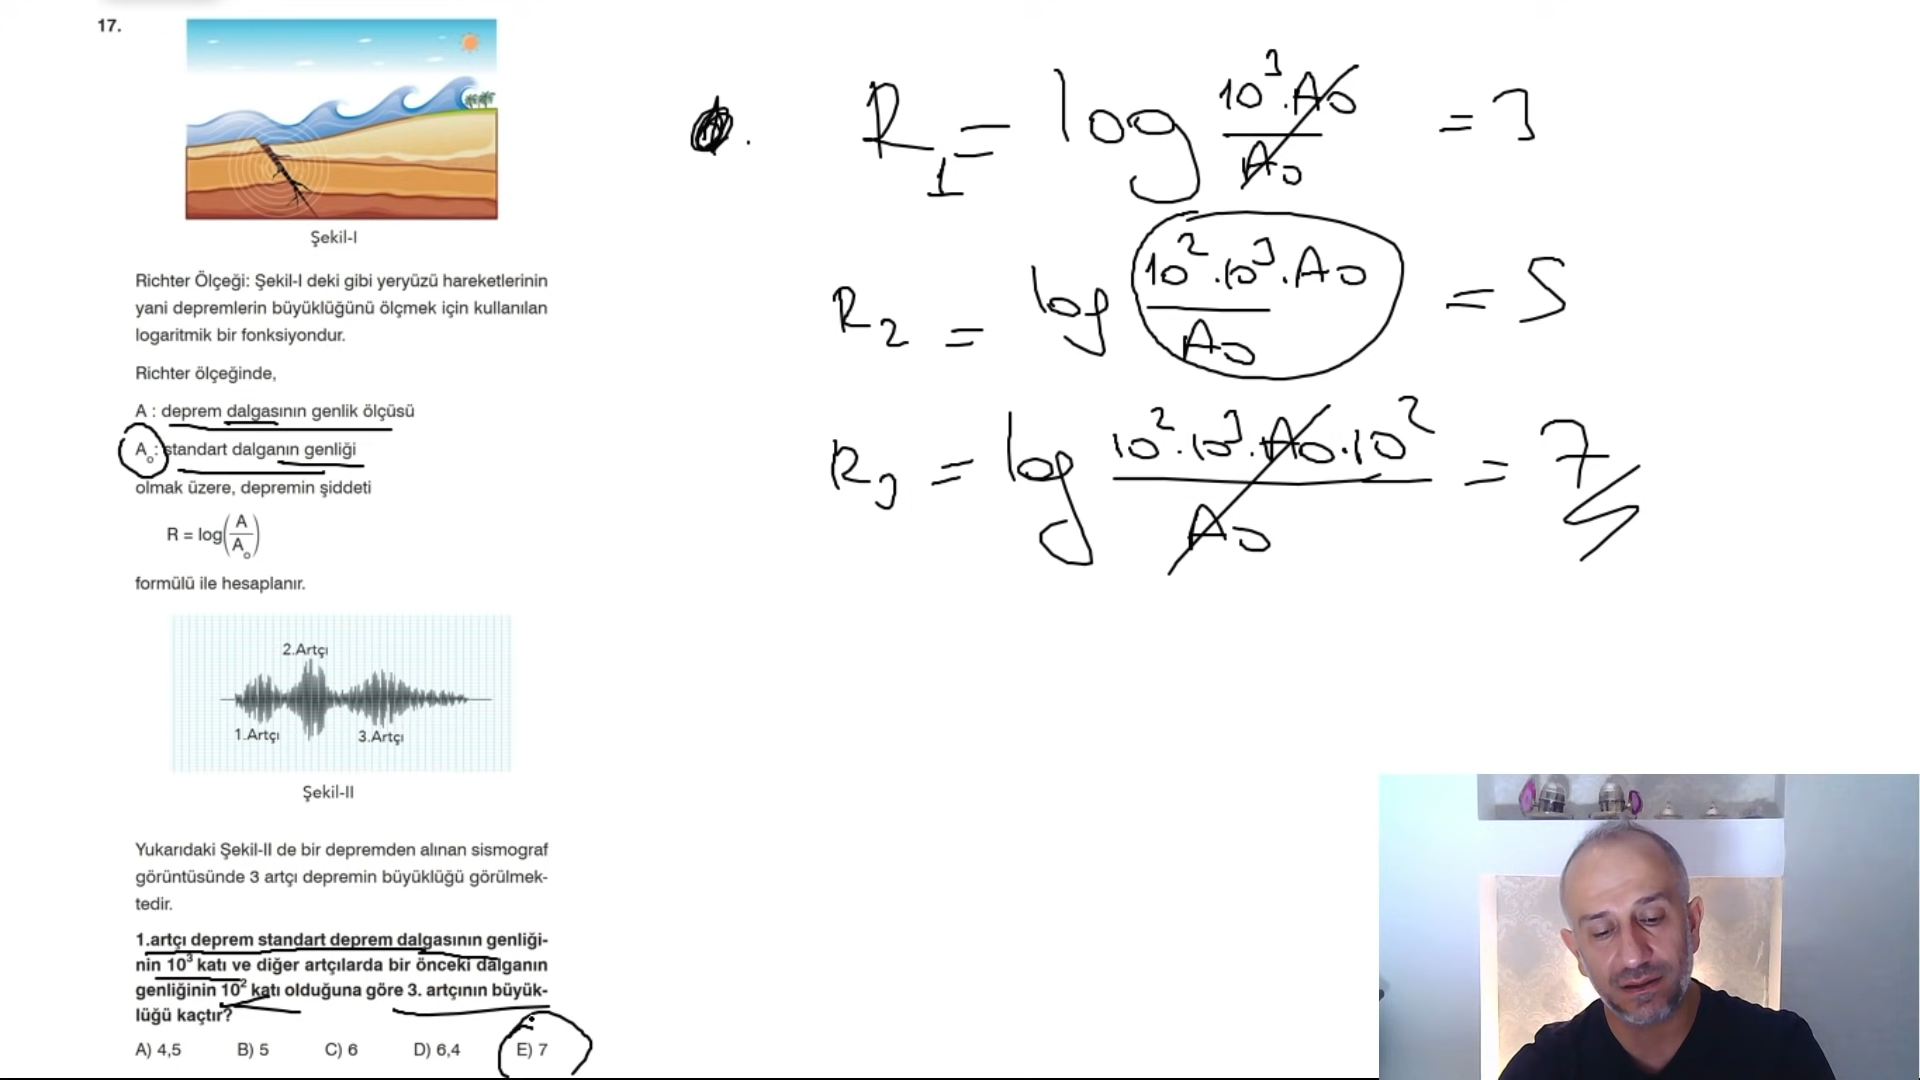 17.
Şekil-I
Richter Ölçeği: Şekil-I deki gibi yeryüzü hareketlerinin
yani depremlerin büyüklüğünü ölçmek için kullanılan
logaritmik bir fonksiyondur.
Richter ölçeğinde,
A : deprem dalgasının genlik ölçüsü
A₀: standart dalganın genliği
olmak üzere, depremin şiddeti
R = log(A/A₀)
formülü ile hesaplanır.
2.Artçı
1.Artçı
3.Artçı
Şekil-II
Yukarıdaki Şekil-II de bir depremden alınan sismograf
görüntüsünde 3 artçı depremin büyüklüğü görülmek-
tedir.
1.artçı deprem standart deprem dalgasının genliği-
nin 10³ katı ve diğer artçılarda bir önceki dalganın
genliğinin 10² katı olduğuna göre 3. artçının büyük-
lüğü kaçtır?
A) 4,5 B) 5 C) 6 D) 6,4 E) 7
R₁ = log 10³.A₀/A₀ = 3
R₂ = log 10².10³.A₀/A₀ = 5
R₃ = log 10².10³.A₀.10²/A₀ = 7